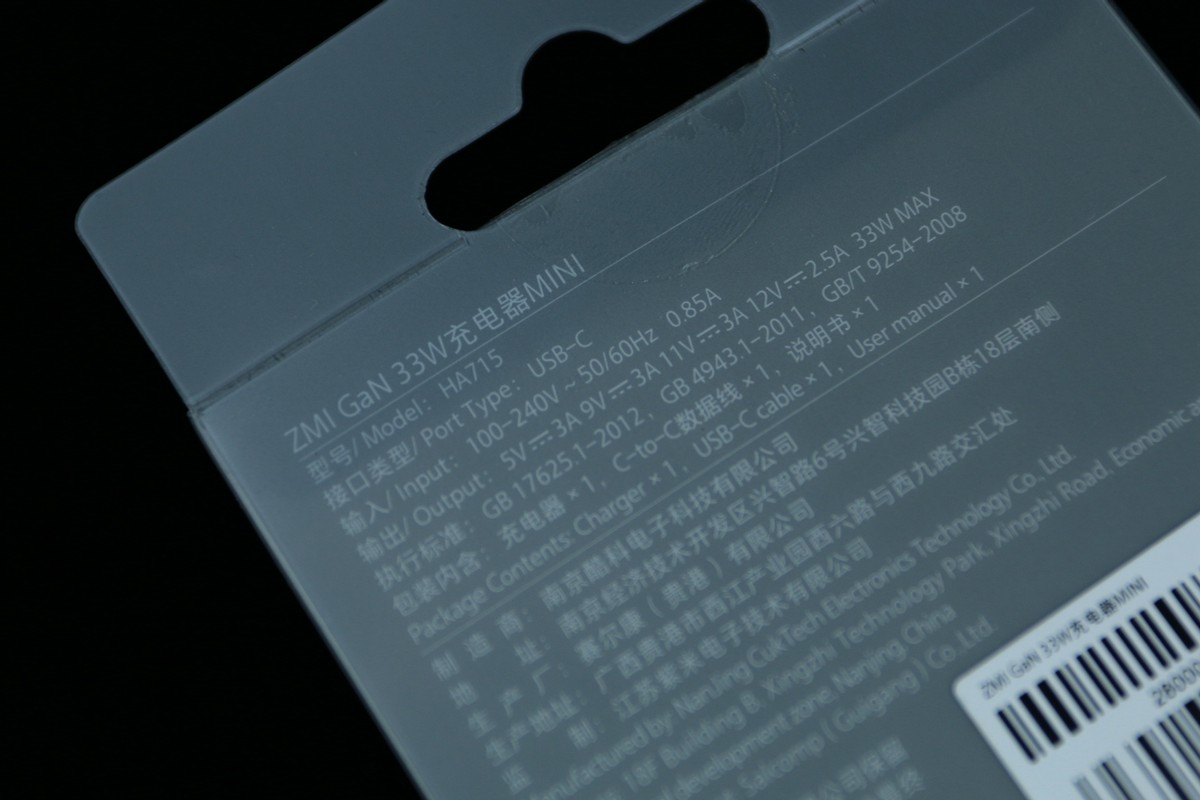 ZMI GaN 33W充电器MINI
型号/ Model: HA715
接口类型/ Port Type: USB-C
输入/ Input: 100-240V ~ 50/60Hz 0.85A
输出/ Output: 5V⎓3A 9V⎓3A 11V⎓3A 12V⎓2.5A 33W MAX
执行标准: GB 17625.1-2012, GB 4943.1-2011, GB/T 9254-2008
包装内含: 充电器 × 1, C-to-C数据线 × 1, 说明书 × 1
Package Contents: Charger × 1, USB-C cable × 1, User manual × 1
制造商: 南京酷科电子科技有限公司
地址: 南京经济技术开发区兴智路6号兴智科技园B栋18层南侧
生产厂: 赛尔康（贵港）有限公司
生产地址: 广西贵港市西江产业园西六路与西九路交汇处
监制: 江苏紫米电子技术有限公司
anufactured by: NanJing CukTech Electronics Technology Co., Ltd.
18F Building B, Xingzhi Technology Park, Xingzhi Road, Economic
development zone, Nanjing China
Salcomp (Guigang) Co., Ltd.
公司保留
ZMI GaN 33W充电器MINI